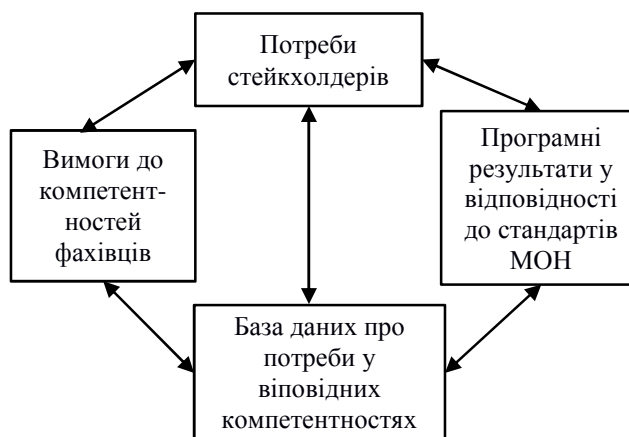 Потреби
стейкхолдерів
Вимоги до
компетент-
ностей
фахівців
Програмні
результати у
відповідності
до стандартів
МОН
База даних про
потреби у
віповідних
компетентностях